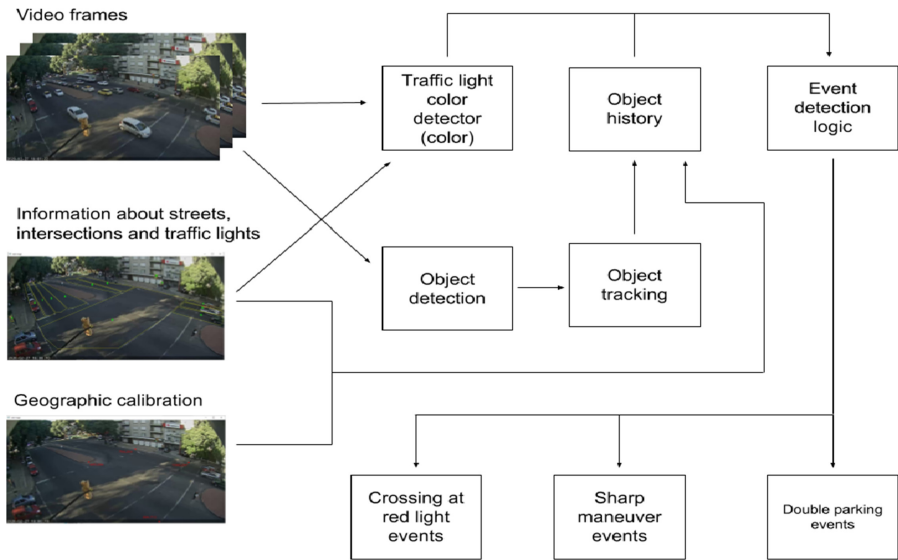 Video frames
Traffic light
color
detector
(color)
Object
history
Event
detection
logic
Information about streets,
intersections and traffic lights
Object
detection
Object
tracking
Geographic calibration
Crossing at
red light
events
Sharp
maneuver
events
Double parking
events